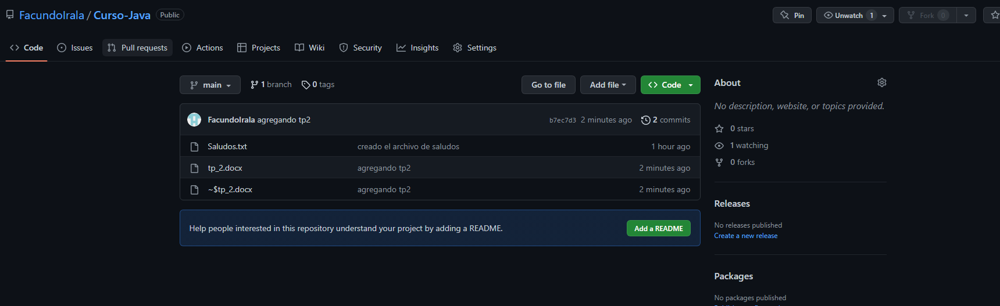 FacundoIrala / Curso-Java Public
Pin
Unwatch 1
Fork 0
Code Issues Pull requests Actions Projects Wiki Security Insights Settings
main 1 branch 0 tags
Go to file Add file Code
FacundoIrala agregando tp2 b7ec7d3 2 minutes ago 2 commits
Saludos.txt creado el archivo de saludos 1 hour ago
tp_2.docx agregando tp2 2 minutes ago
~$tp_2.docx agregando tp2 2 minutes ago
Help people interested in this repository understand your project by adding a README. Add a README
About
No description, website, or topics provided.
0 stars
1 watching
0 forks
Releases
No releases published
Create a new release
Packages
No packages published